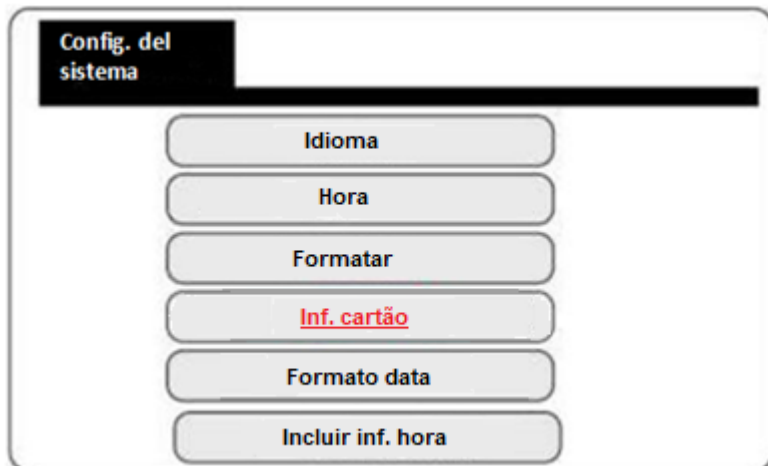 Config. del
sistema
Idioma
Hora
Formatar
Inf. cartão
Formato data
Incluir inf. hora